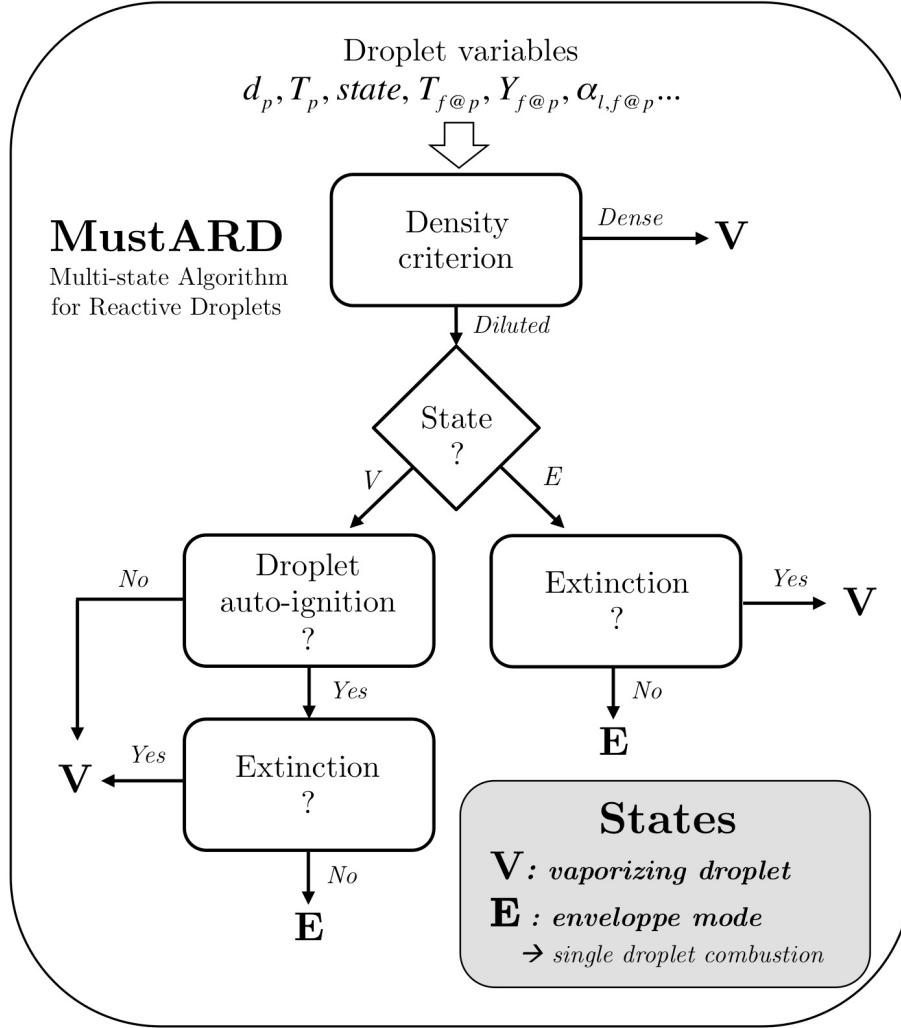 Droplet variables
d_p, T_p, state, T_{f@p}, Y_{f@p}, α_{l,f@p}...
MustARD
Multi-state Algorithm
for Reactive Droplets
Density
criterion
Dense
V
Diluted
State
?
V
E
Droplet
auto-ignition
?
No
Yes
Extinction
?
Yes
V
No
E
Extinction
?
Yes
V
No
E
States
V : vaporizing droplet
E : enveloppe mode
→ single droplet combustion